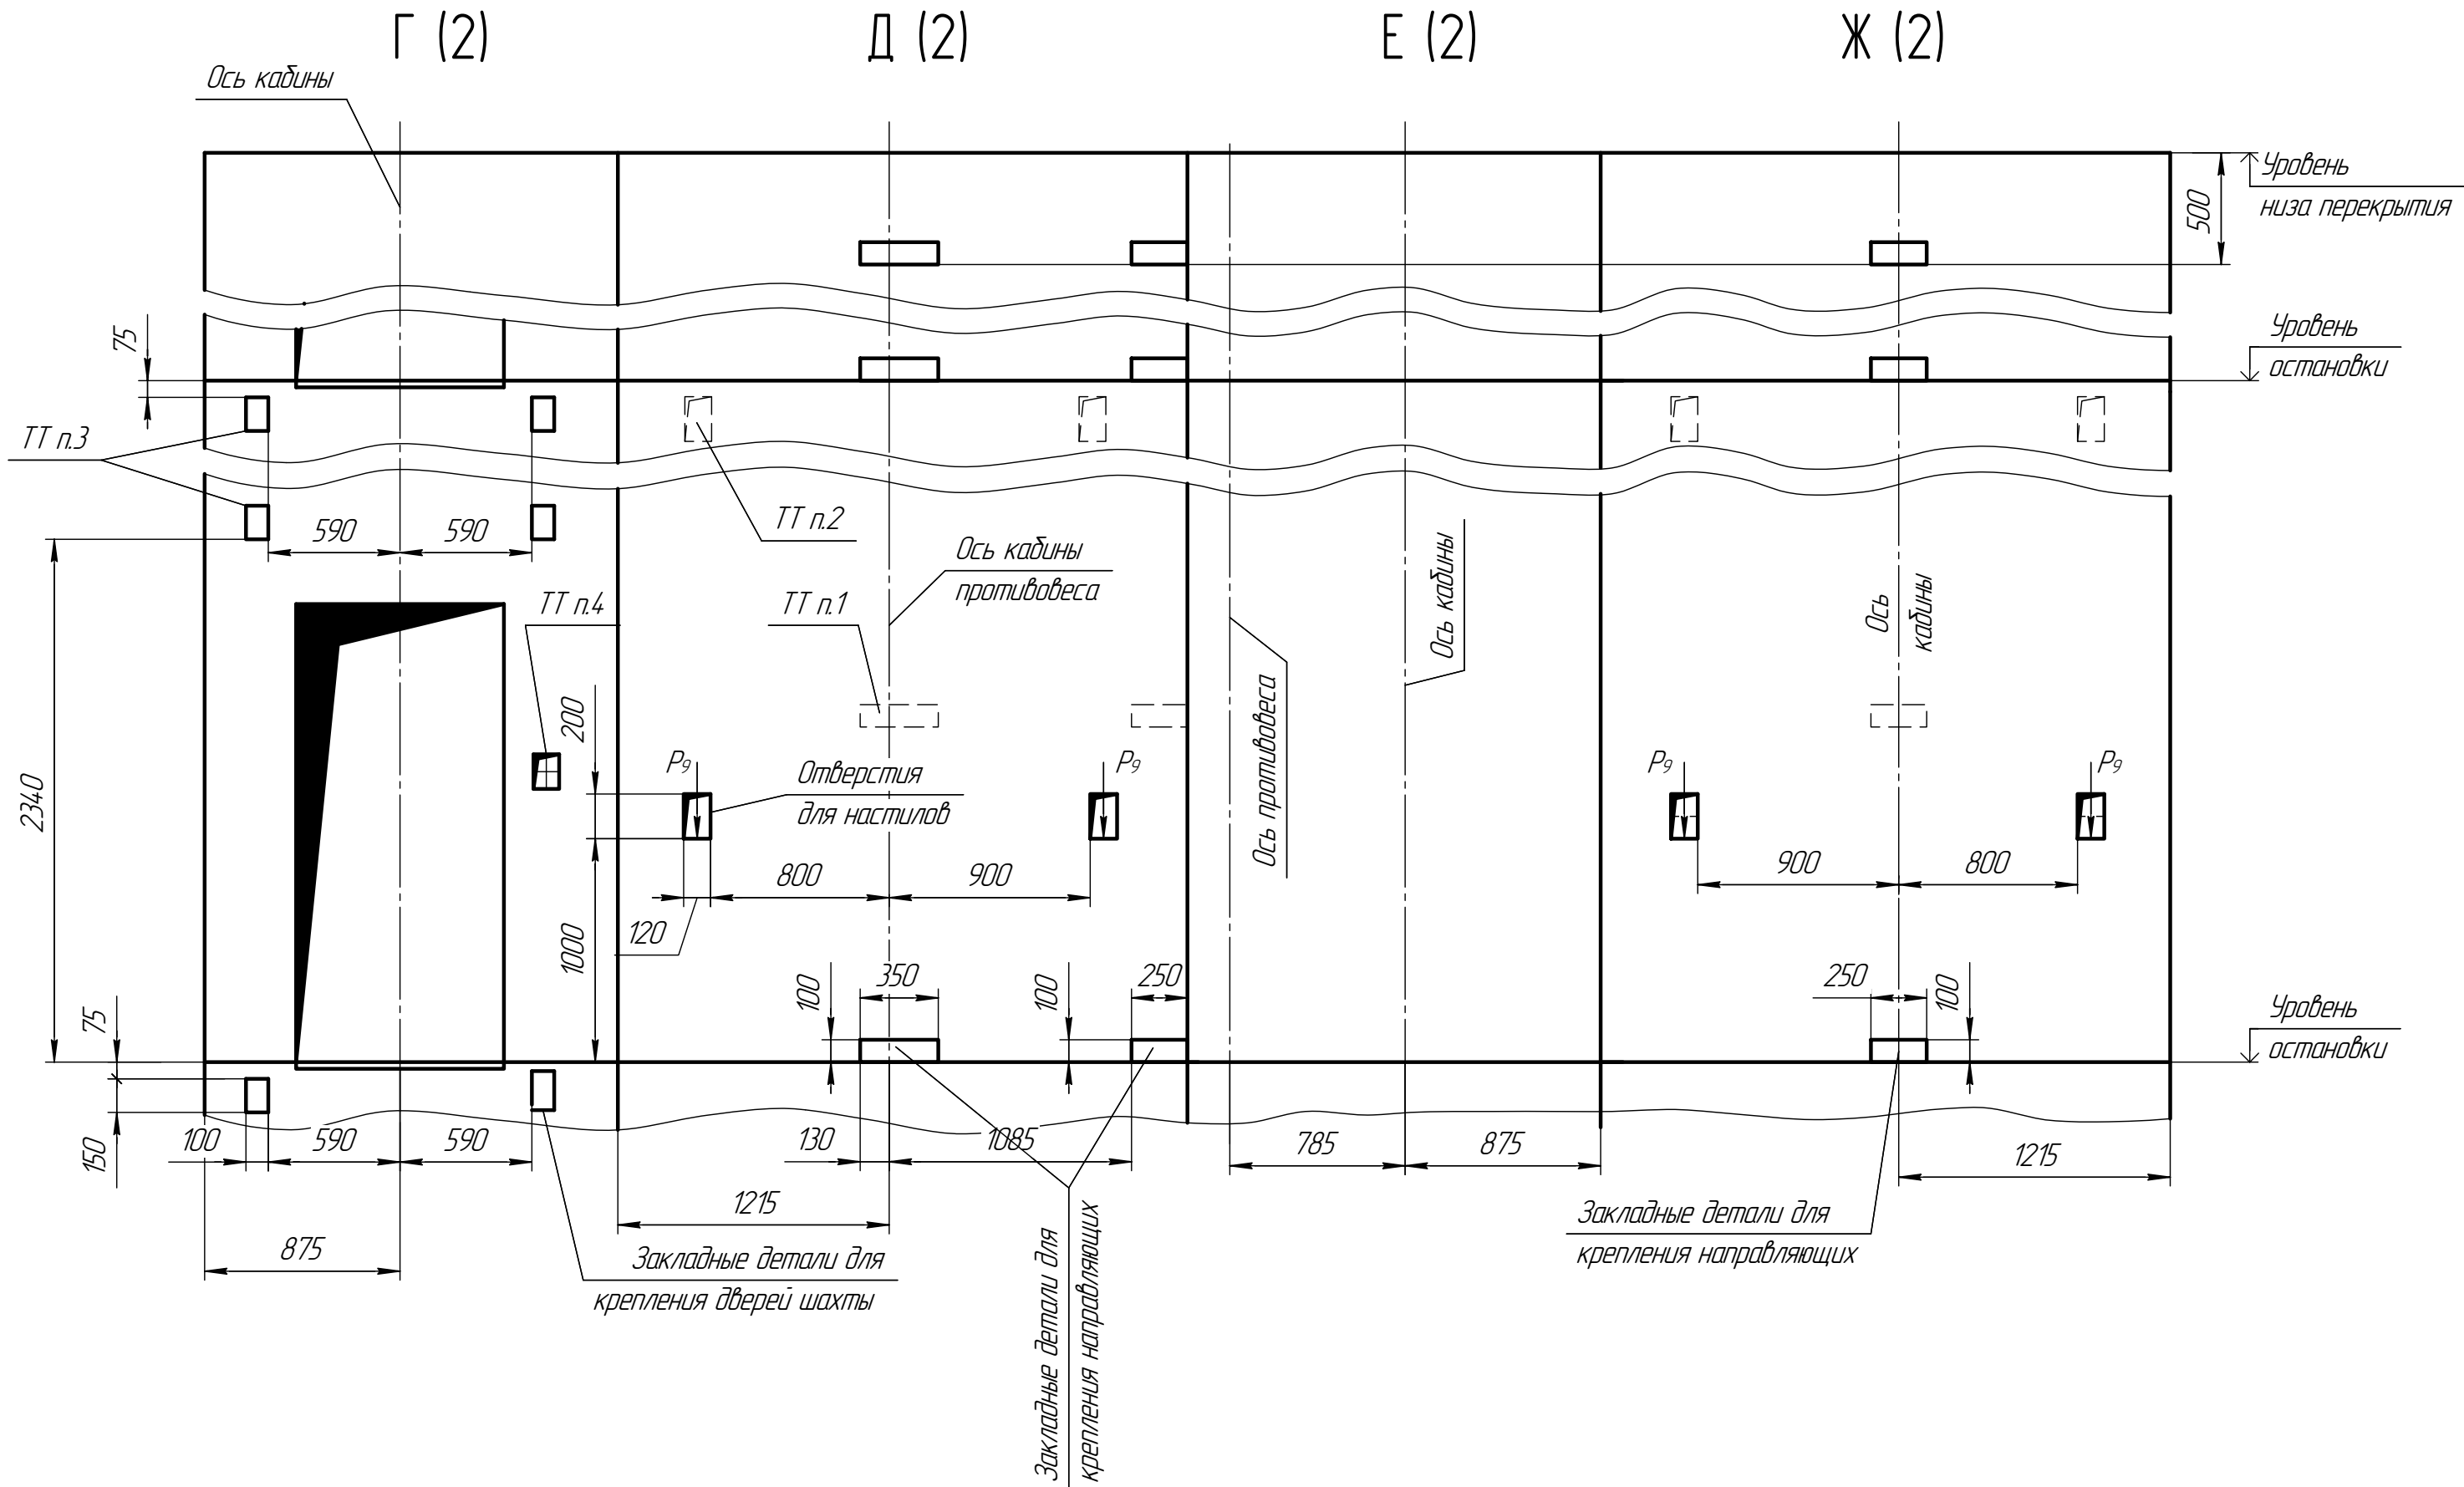 Г (2)
Д (2)
Е (2)
Ж (2)
Ось кабины
Уровень
низа перекрытия
500
75
Уровень
остановки
ТТ п.3
ТТ п.2
590
590
Ось кабины
противовеса
Ось кабины
Ось
кабины
ТТ п.4
ТТ п.1
Ось противовеса
200
2340
Р9
Отверстия
для настилов
Р9
Р9
Р9
800
900
900
800
120
1000
100
350
100
250
250
100
75
Уровень
остановки
150
100
590
590
130
1085
785
875
1215
1215
875
Закладные детали для
крепления дверей шахты
Закладные детали для
крепления направляющих
Закладные детали для
крепления направляющих